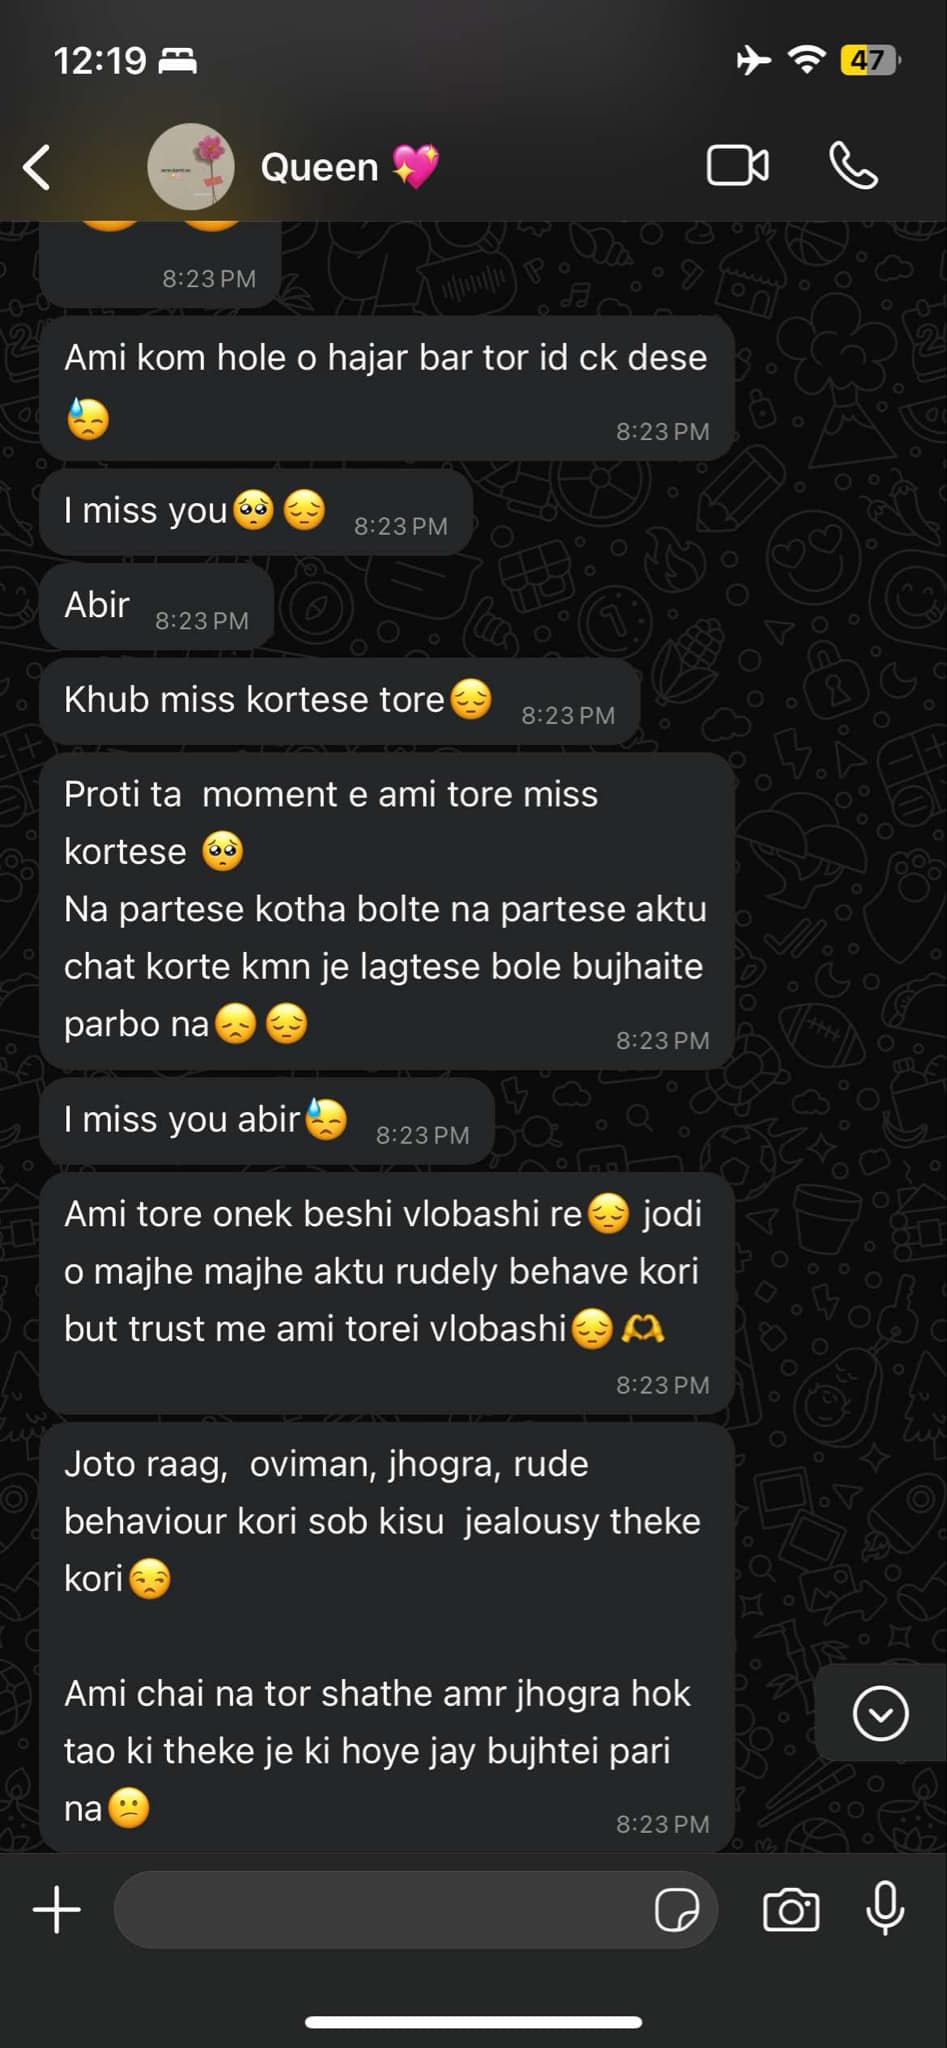 12:19
47
Queen 💖
8:23 PM
Ami kom hole o hajar bar tor id ck dese
😓
8:23 PM
I miss you🥺😔 8:23 PM
Abir 8:23 PM
Khub miss kortese tore😔 8:23 PM
Proti ta moment e ami tore miss
kortese 🥺
Na partese kotha bolte na partese aktu
chat korte kmn je lagtese bole bujhaite
parbo na😞😔
8:23 PM
I miss you abir😓 8:23 PM
Ami tore onek beshi vlobashi re😔 jodi
o majhe majhe aktu rudely behave kori
but trust me ami torei vlobashi😔🫶
8:23 PM
Joto raag, oviman, jhogra, rude
behaviour kori sob kisu jealousy theke
kori😒
Ami chai na tor shathe amr jhogra hok
tao ki theke je ki hoye jay bujhtei pari
na😕
8:23 PM